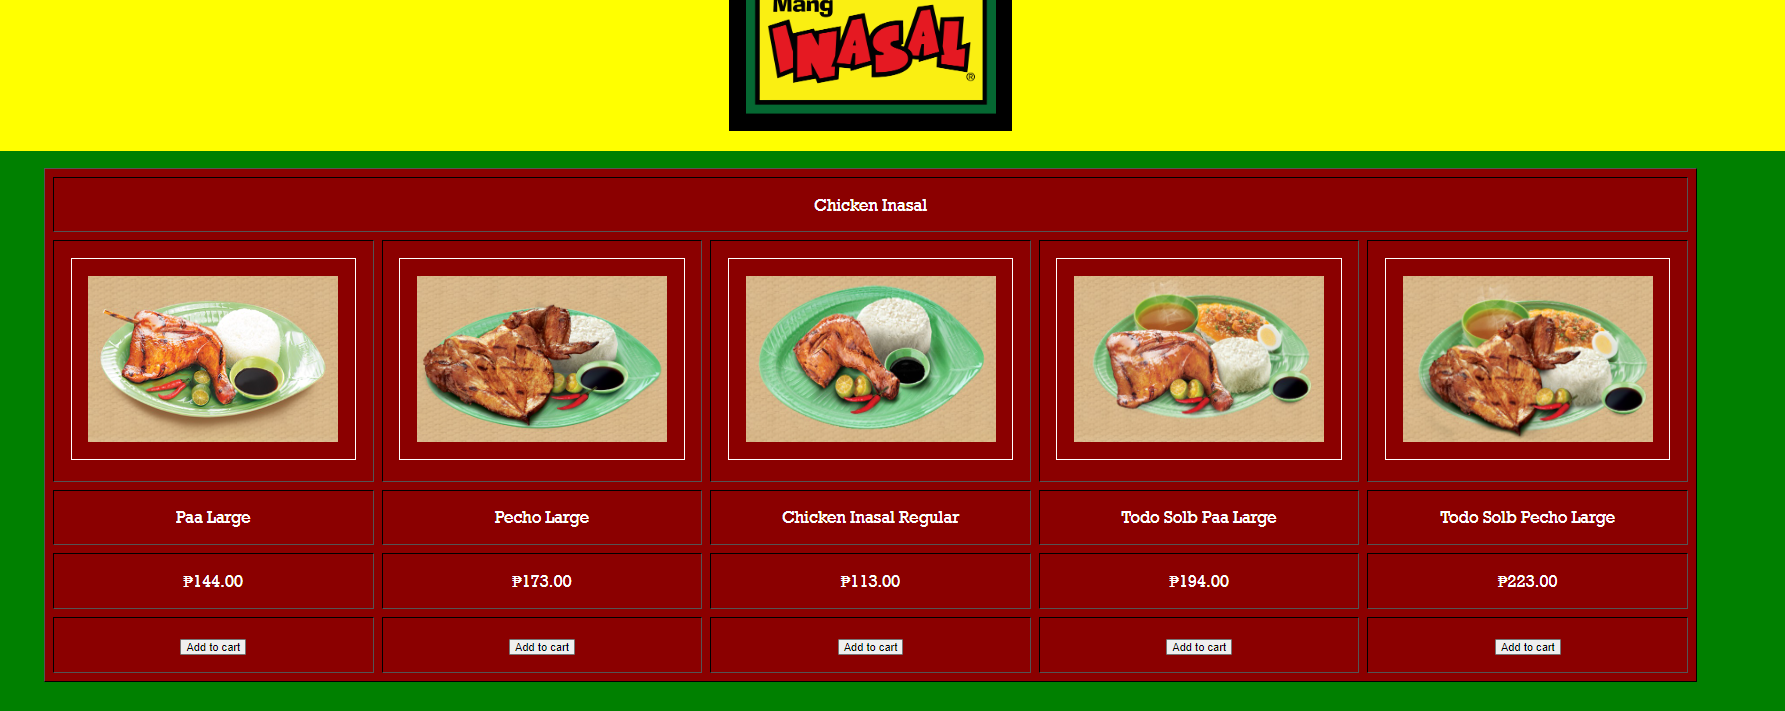 Mang
INASAL
®
Chicken Inasal
Paa Large
Pecho Large
Chicken Inasal Regular
Todo Solb Paa Large
Todo Solb Pecho Large
₱144.00
₱173.00
₱113.00
₱194.00
₱223.00
Add to cart
Add to cart
Add to cart
Add to cart
Add to cart